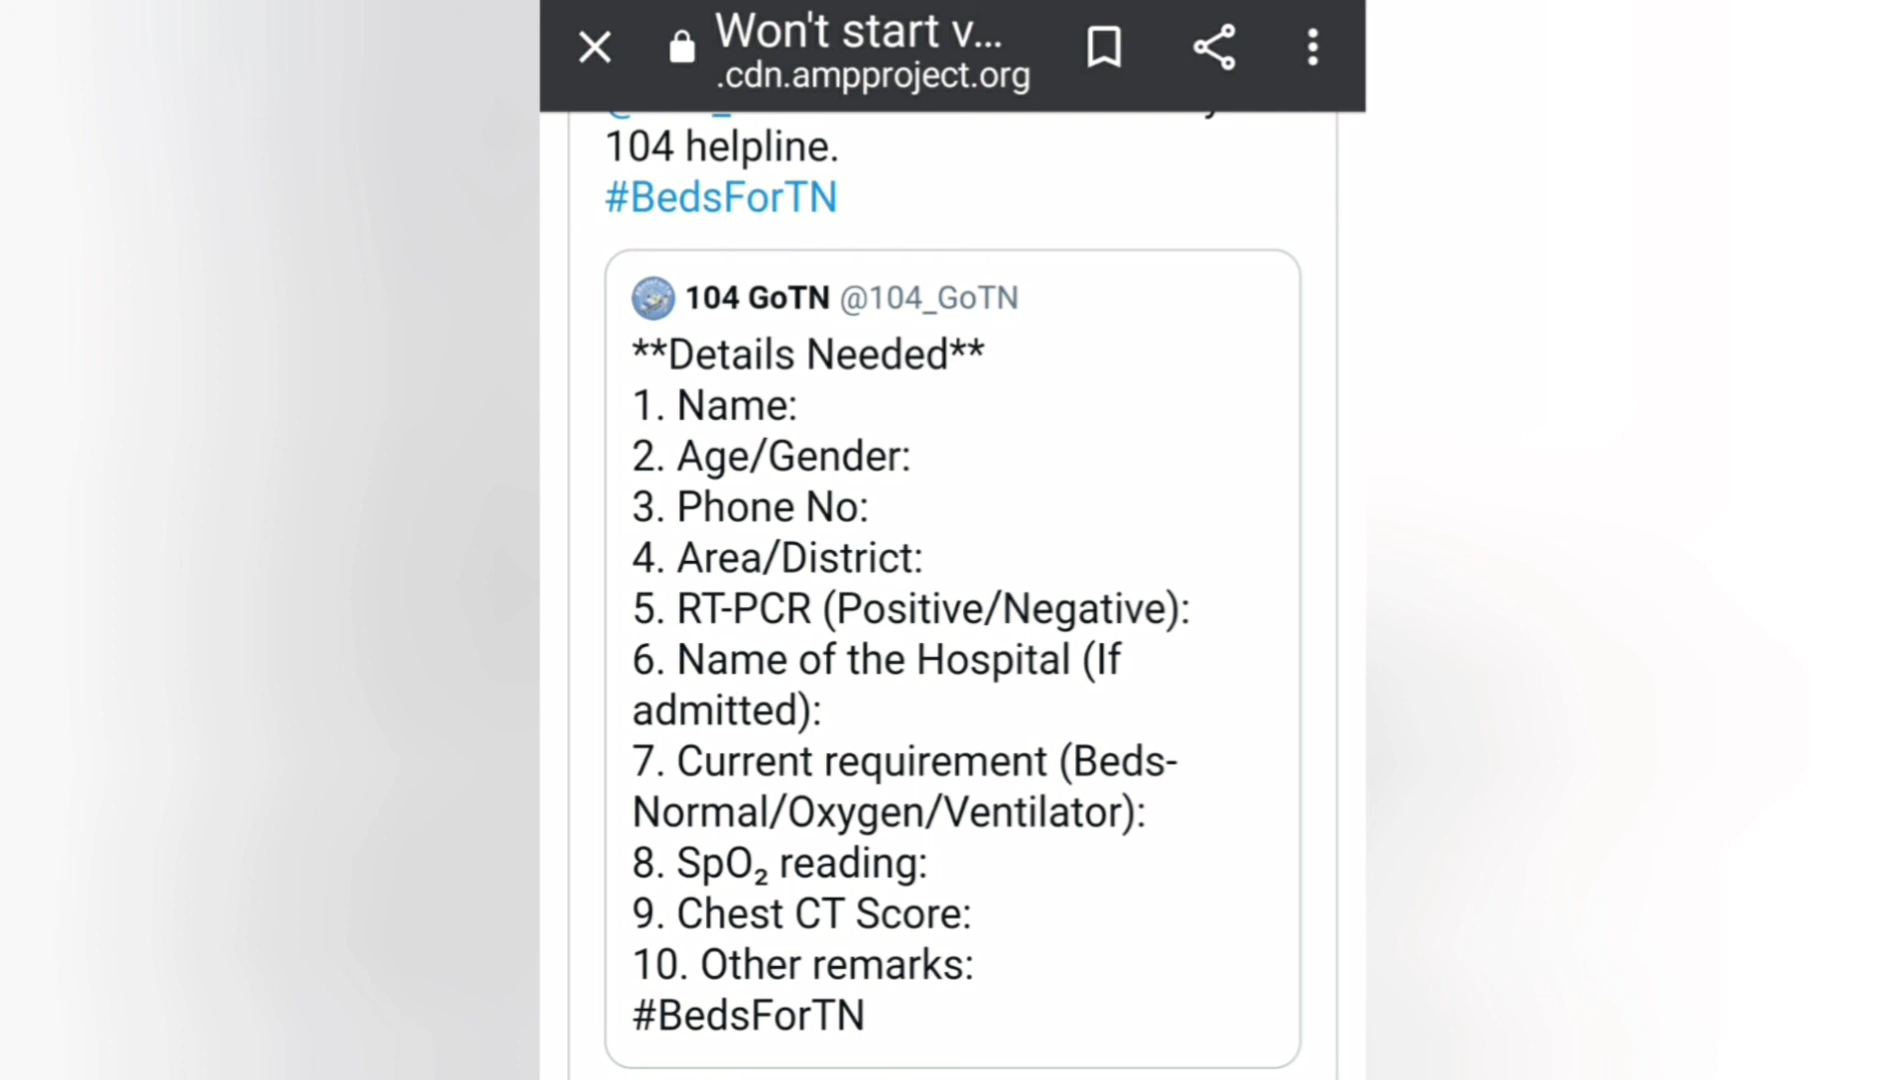 Won't start v...
.cdn.ampproject.org
104 helpline.
#BedsForTN
104 GoTN @104_GoTN
**Details Needed**
1. Name:
2. Age/Gender:
3. Phone No:
4. Area/District:
5. RT-PCR (Positive/Negative):
6. Name of the Hospital (If
admitted):
7. Current requirement (Beds-
Normal/Oxygen/Ventilator):
8. SpO₂ reading:
9. Chest CT Score:
10. Other remarks:
#BedsForTN